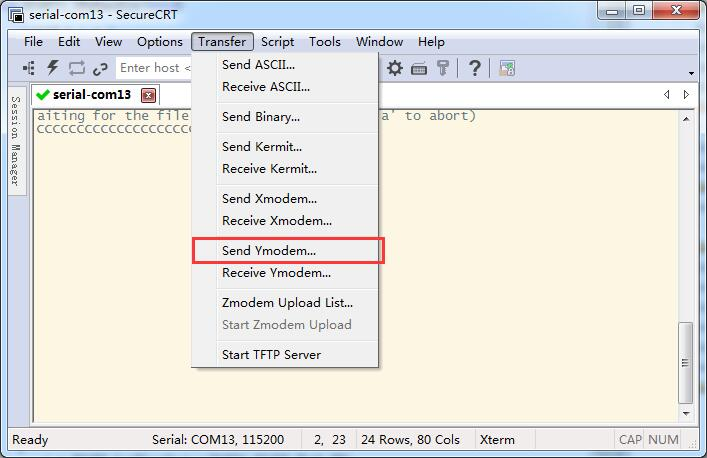 serial-com13 - SecureCRT
File Edit View Options Transfer Script Tools Window Help
Enter host <
serial-com13
Session Manager
aiting for the file
a' to abort)
CCCCCCCCCCCCCCCCCCCC
Send ASCII...
Receive ASCII...
Send Binary...
Send Kermit...
Receive Kermit...
Send Xmodem...
Receive Xmodem...
Send Ymodem...
Receive Ymodem...
Zmodem Upload List...
Start Zmodem Upload
Start TFTP Server
Ready Serial: COM13, 115200 2, 23 24 Rows, 80 Cols Xterm CAP NUM